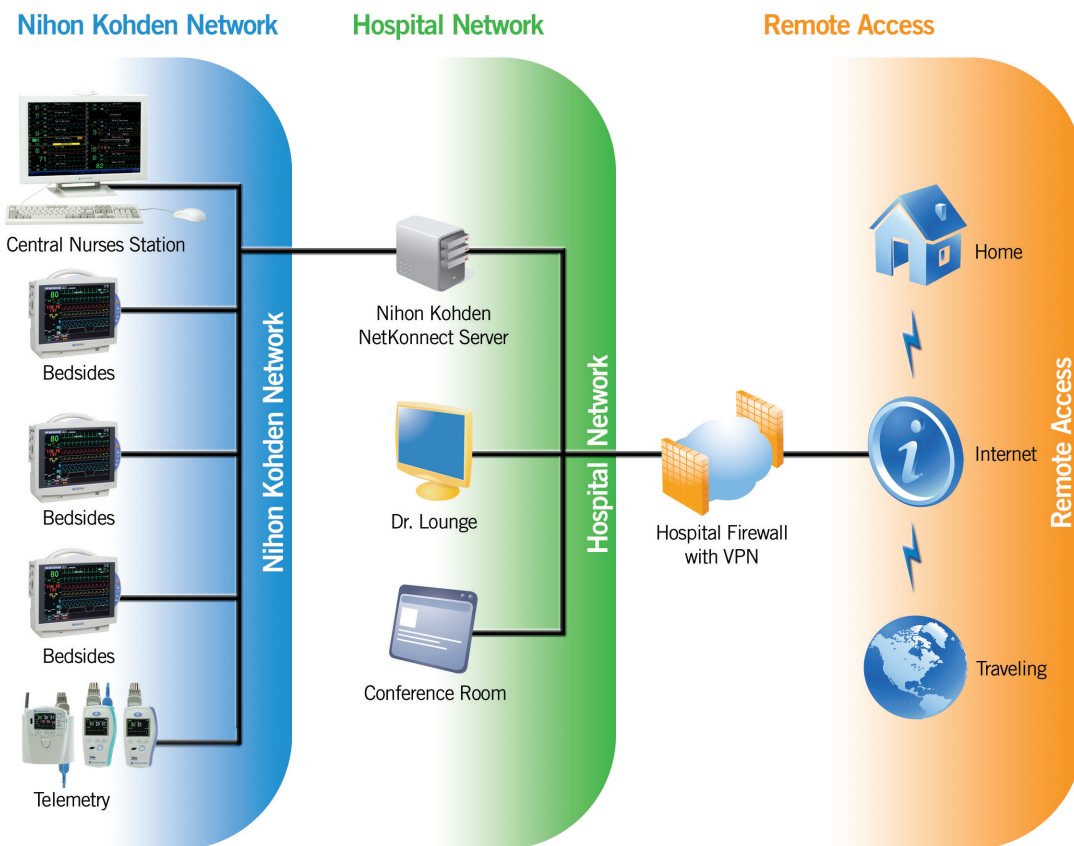 Nihon Kohden Network
Hospital Network
Remote Access
Central Nurses Station
Bedsides
Bedsides
Bedsides
Telemetry
Nihon Kohden Network
Nihon Kohden
NetKonnect Server
Dr. Lounge
Conference Room
Hospital Network
Hospital Firewall
with VPN
Home
Internet
Traveling
Remote Access